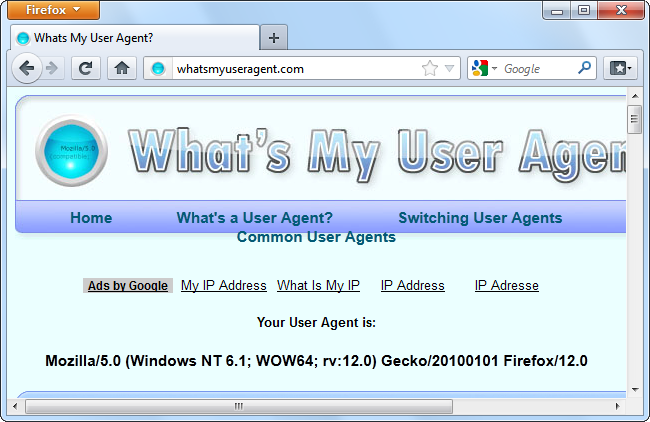 Firefox
Whats My User Agent?
whatsmyuseragent.com
Google
Mozilla/5.0
(compatible;
What's My User Agen
Home What's a User Agent? Switching User Agents
Common User Agents
Ads by Google My IP Address What Is My IP IP Address IP Adresse
Your User Agent is:
Mozilla/5.0 (Windows NT 6.1; WOW64; rv:12.0) Gecko/20100101 Firefox/12.0